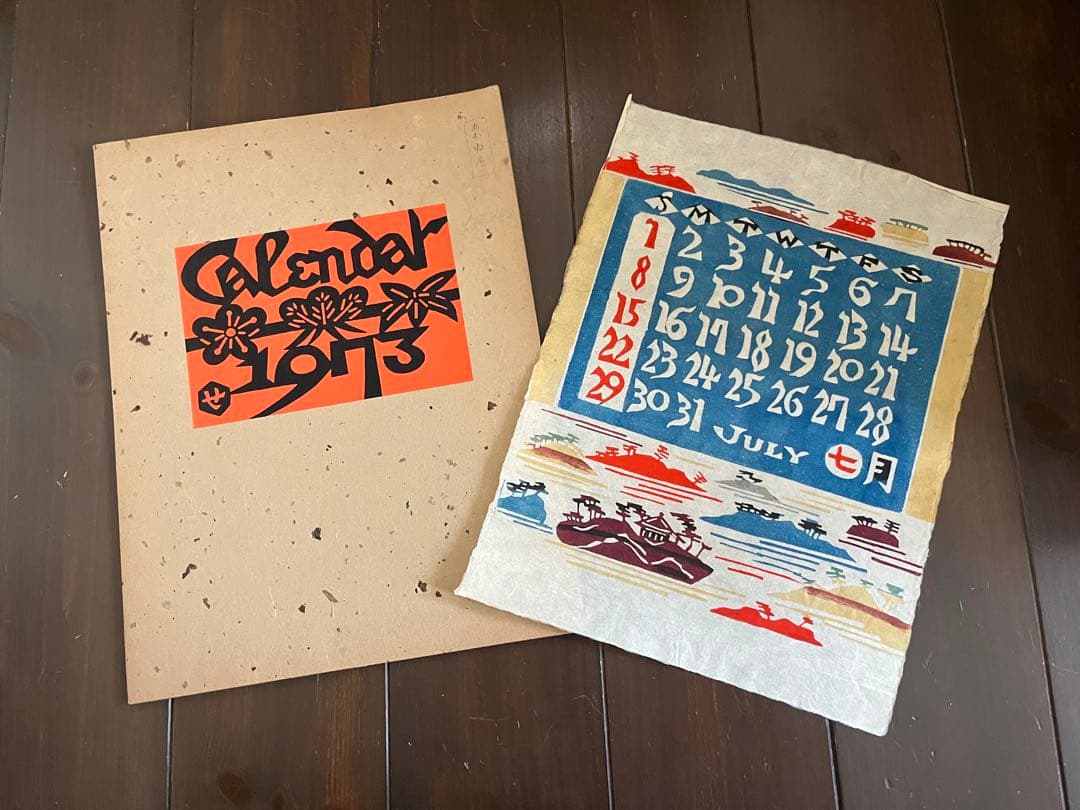 Calendar
1973
せ
S M T W T F S
1 2 3 4 5 6 7
8 9 10 11 12 13 14
15 16 17 18 19 20 21
22 23 24 25 26 27 28
29 30 31 JULY 七月